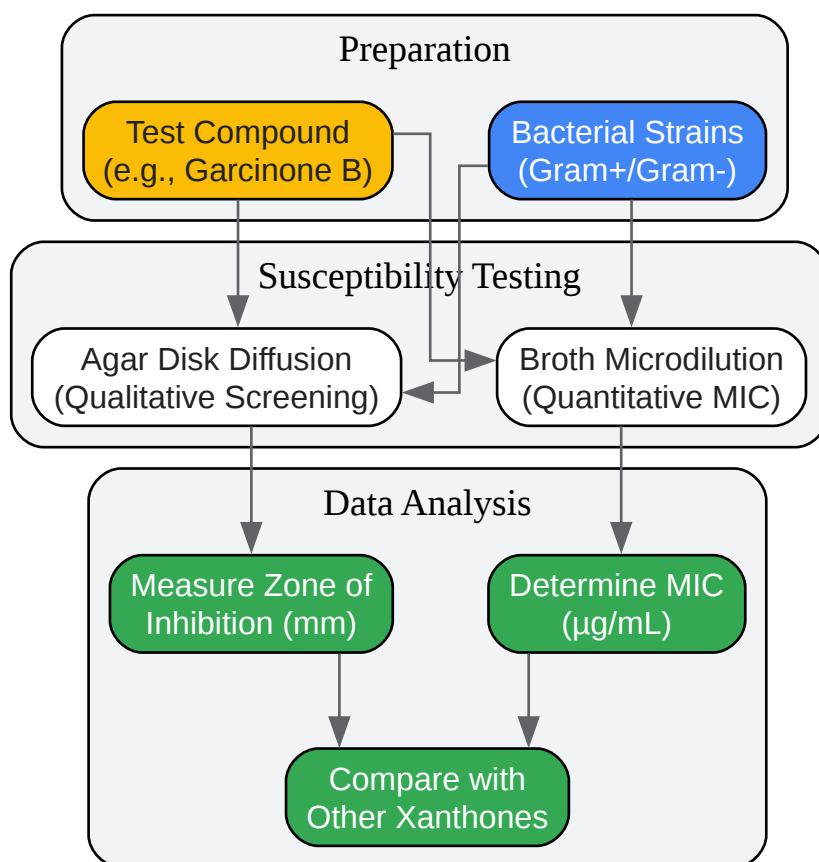 Preparation
Test Compound
(e.g., Garcinone B)
Bacterial Strains
(Gram+/Gram-)
Susceptibility Testing
Agar Disk Diffusion
(Qualitative Screening)
Broth Microdilution
(Quantitative MIC)
Data Analysis
Measure Zone of
Inhibition (mm)
Determine MIC
(µg/mL)
Compare with
Other Xanthones